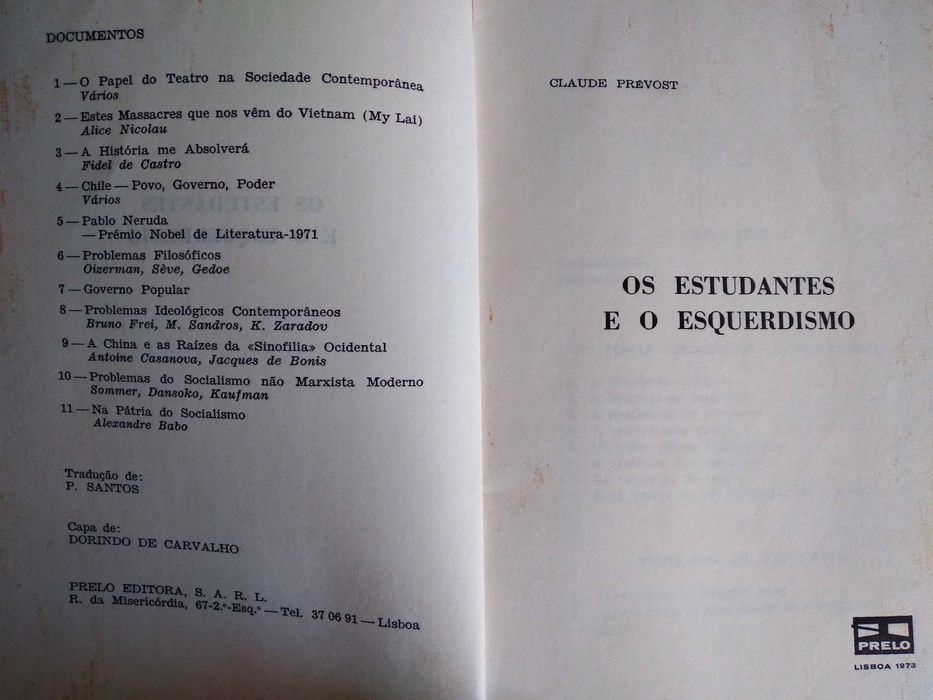 DOCUMENTOS
1 — O Papel do Teatro na Sociedade Contemporânea
Vários
2 — Estes Massacres que nos vêm do Vietnam (My Lai)
Alice Nicolau
3 — A História me Absolverá
Fidel de Castro
4 — Chile — Povo, Governo, Poder
Vários
5 — Pablo Neruda
— Prémio Nobel de Literatura-1971
6 — Problemas Filosóficos
Oizerman, Sève, Gedoe
7 — Governo Popular
8 — Problemas Ideológicos Contemporâneos
Bruno Frei, M. Sandros, K. Zaradov
9 — A China e as Raízes da «Sinofilia» Ocidental
Antoine Casanova, Jacques de Bonis
10 — Problemas do Socialismo não Marxista Moderno
Sommer, Dansoko, Kaufman
11 — Na Pátria do Socialismo
Alexandre Babo
Tradução de:
P. SANTOS
Capa de:
DORINDO DE CARVALHO
PRELO EDITORA, S. A. R. L.
R. da Misericórdia, 67-2.º-Esq.º — Tel. 37 06 91 — Lisboa
CLAUDE PRÉVOST
OS ESTUDANTES
E O ESQUERDISMO
PRELO
LISBOA 1973